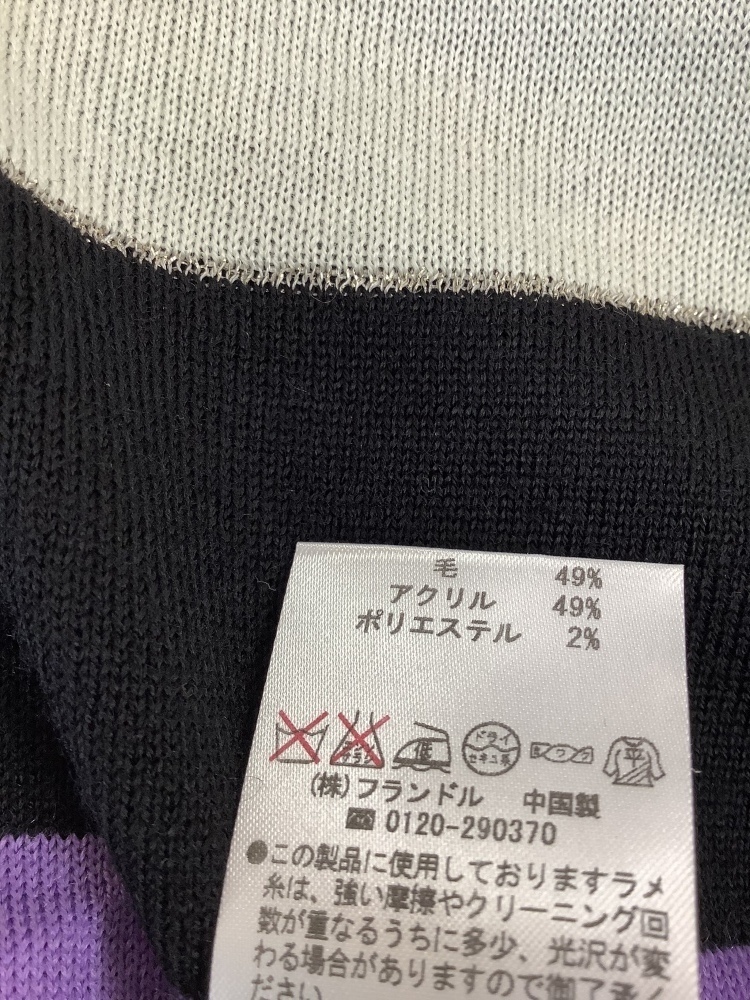 毛 49%
アクリル 49%
ポリエステル 2%
低 ドライ セキユ系 ヨワク 平
(株)フランドル 中国製
☎ 0120-290370
●この製品に使用しておりますラメ
糸は、強い摩擦やクリーニング回
数が重なるうちに多少、光沢が変
わる場合がありますので御了承く
ださい